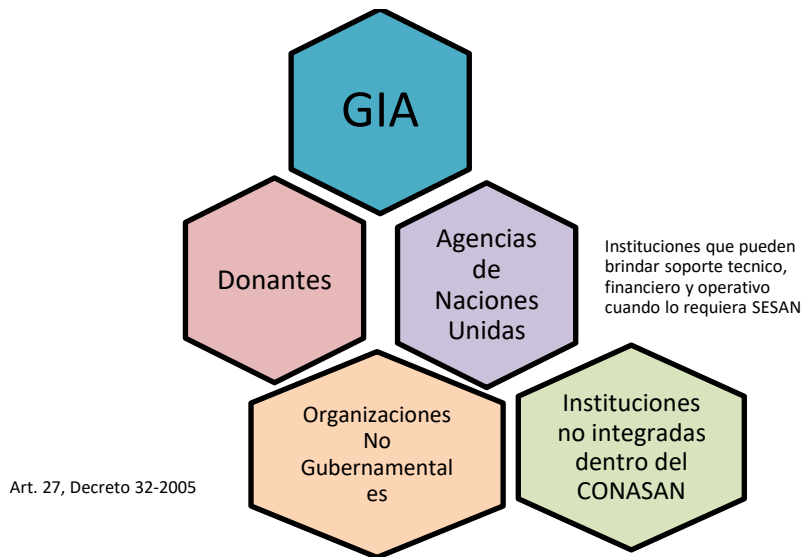 GIA
Donantes
Agencias
de
Naciones
Unidas
Instituciones que pueden
brindar soporte tecnico,
financiero y operativo
cuando lo requiera SESAN
Organizaciones
No
Gubernamental
es
Instituciones
no integradas
dentro del
CONASAN
Art. 27, Decreto 32-2005